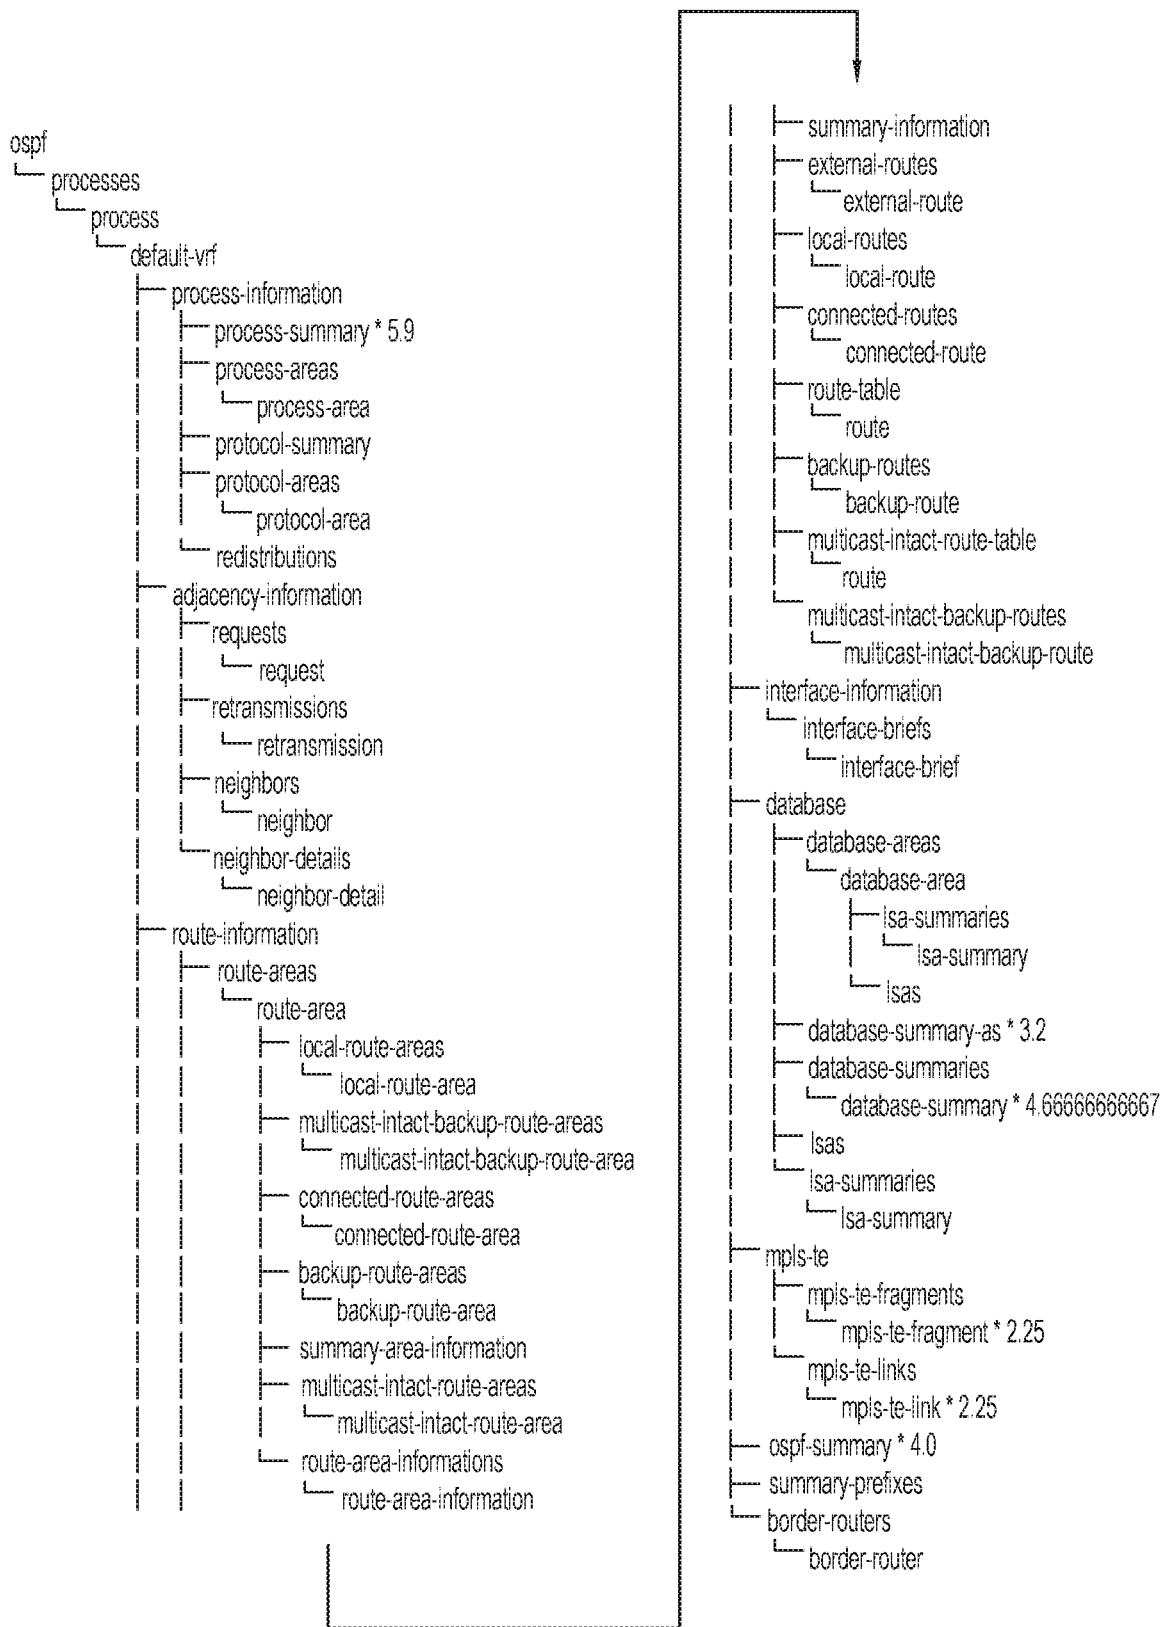 ospf
processes
process
default-vrf
process-information
process-summary * 5.9
process-areas
process-area
protocol-summary
protocol-areas
protocol-area
redistributions
adjacency-information
requests
request
retransmissions
retransmission
neighbors
neighbor
neighbor-details
neighbor-detail
route-information
route-areas
route-area
local-route-areas
local-route-area
multicast-intact-backup-route-areas
multicast-intact-backup-route-area
connected-route-areas
connected-route-area
backup-route-areas
backup-route-area
summary-area-information
multicast-intact-route-areas
multicast-intact-route-area
route-area-informations
route-area-information
summary-information
external-routes
external-route
local-routes
local-route
connected-routes
connected-route
route-table
route
backup-routes
backup-route
multicast-intact-route-table
route
multicast-intact-backup-routes
multicast-intact-backup-route
interface-information
interface-briefs
interface-brief
database
database-areas
database-area
lsa-summaries
lsa-summary
lsas
database-summary-as * 3.2
database-summaries
database-summary * 4.66666666667
lsas
lsa-summaries
lsa-summary
mpls-te
mpls-te-fragments
mpls-te-fragment * 2.25
mpls-te-links
mpls-te-link * 2.25
ospf-summary * 4.0
summary-prefixes
border-routers
border-router